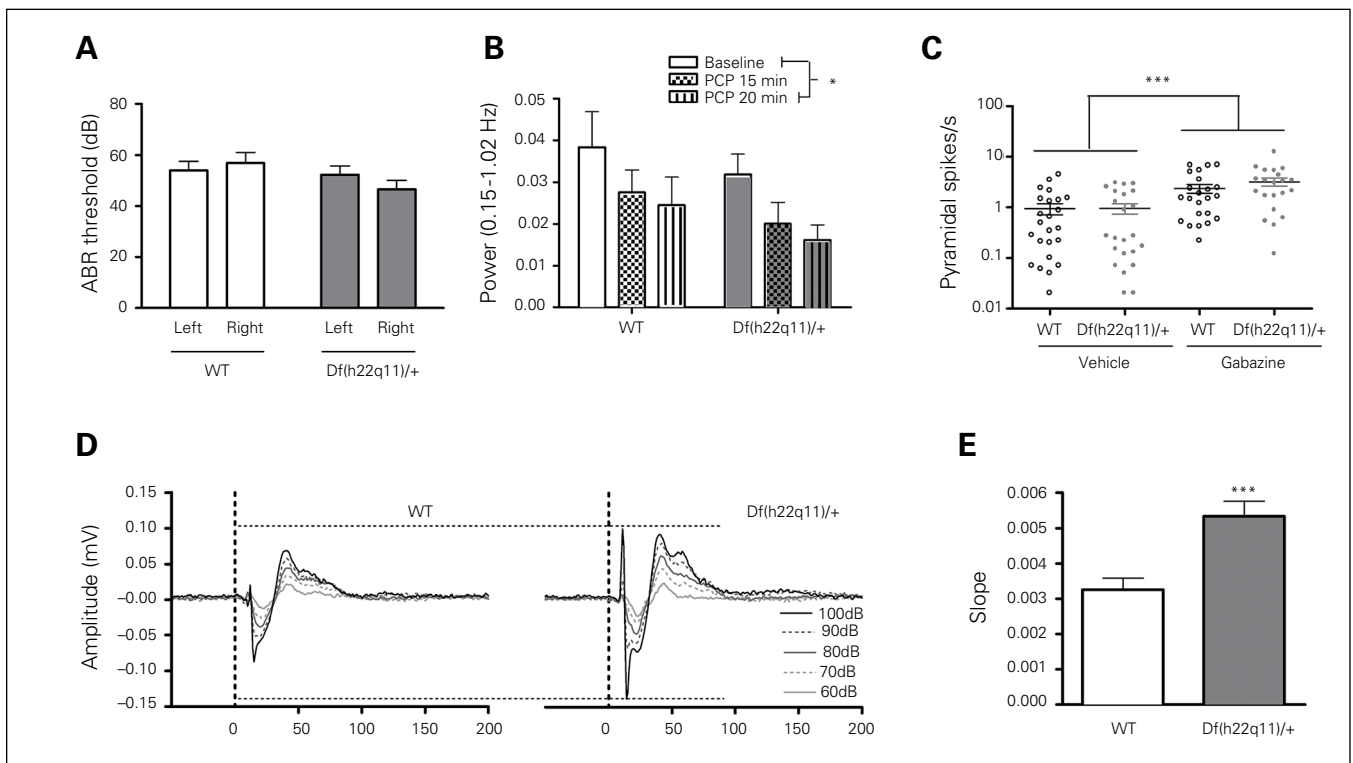 A
ABR threshold (dB)
80
60
40
20
0
Left Right Left Right
WT Df(h22q11)/+
B
Baseline
PCP 15 min
PCP 20 min
*
Power (0.15-1.02 Hz)
0.05
0.04
0.03
0.02
0.01
0.00
WT Df(h22q11)/+
C
***
Pyramidal spikes/s
100
10
1
0.1
0.01
WT Df(h22q11)/+ WT Df(h22q11)/+
Vehicle Gabazine
D
Amplitude (mV)
0.15
0.10
0.05
−0.00
−0.05
−0.10
−0.15
WT Df(h22q11)/+
100dB
90dB
80dB
70dB
60dB
0 50 100 150 200 0 50 100 150 200
E
***
Slope
0.006
0.005
0.004
0.003
0.002
0.001
0.000
WT Df(h22q11)/+